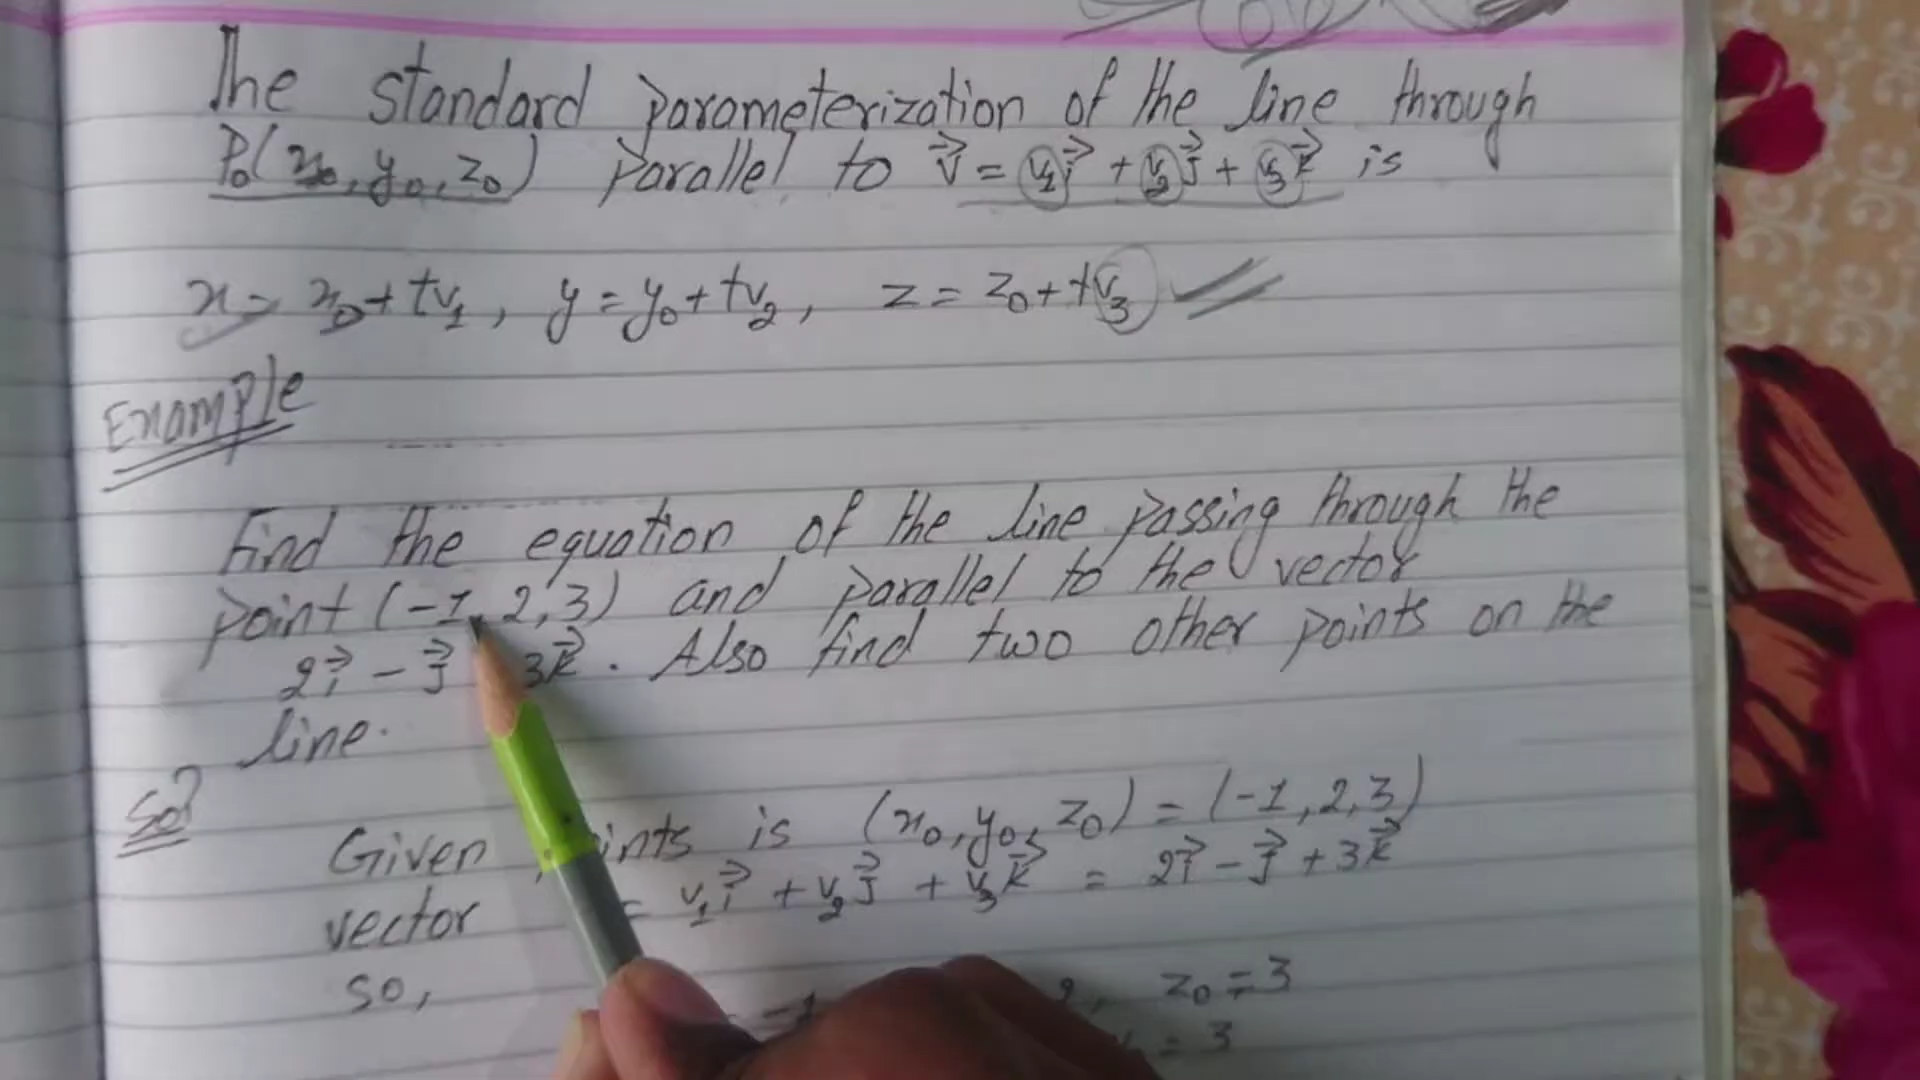 The standard parameterization of the line through
P₀(x₀, y₀, z₀) parallel to v⃗ = v₁i⃗ + v₂j⃗ + v₃k⃗ is
x = x₀ + tv₁, y = y₀ + tv₂, z = z₀ + tv₃
Example
Find the equation of the line passing through the
point (-1, 2, 3) and parallel to the vector
2i⃗ - j⃗ 3k⃗. Also find two other points on the
line.
Sol
Given is (x₀, y₀, z₀) = (-1, 2, 3)
vector = v₁i⃗ + v₂j⃗ + v₃k⃗ = 2i⃗ - j⃗ + 3k⃗
so, = -1 z₀ = 3
= 3